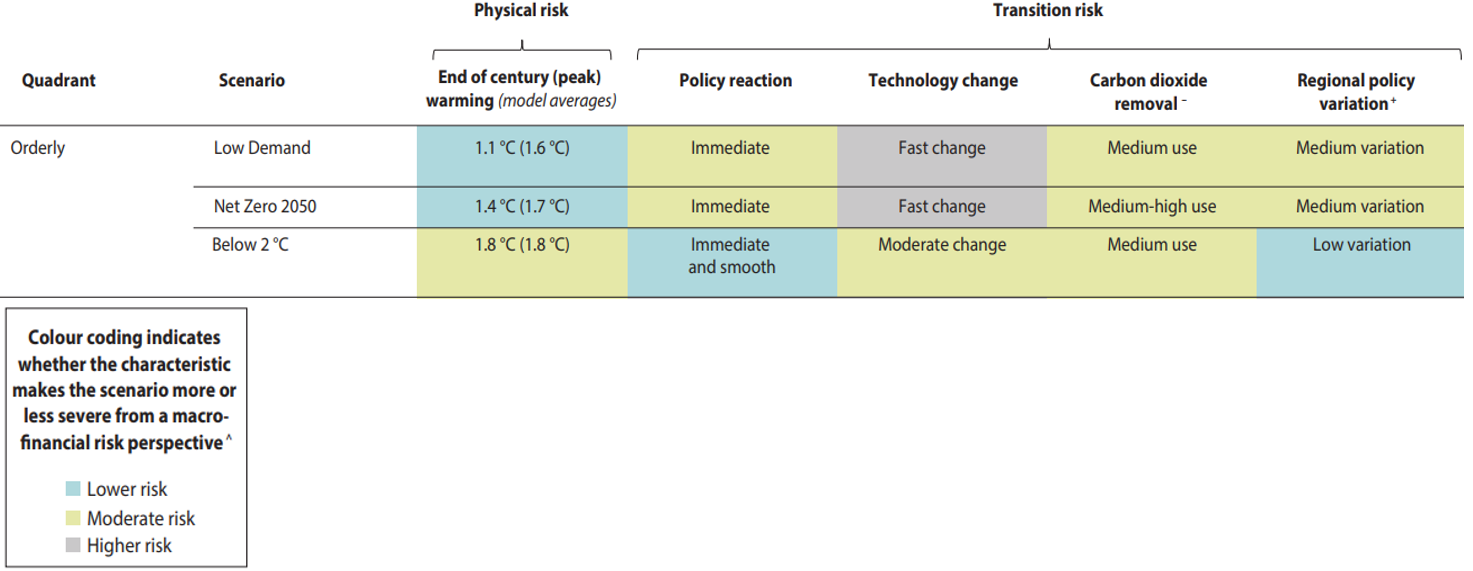 Physical risk
Transition risk
Quadrant
Scenario
End of century (peak)
warming (model averages)
Policy reaction
Technology change
Carbon dioxide
removal -
Regional policy
variation +
Orderly
Low Demand
1.1 °C (1.6 °C)
Immediate
Fast change
Medium use
Medium variation
Net Zero 2050
1.4 °C (1.7 °C)
Immediate
Fast change
Medium-high use
Medium variation
Below 2 °C
1.8 °C (1.8 °C)
Immediate
and smooth
Moderate change
Medium use
Low variation
Colour coding indicates
whether the characteristic
makes the scenario more or
less severe from a macro-
financial risk perspective ^
Lower risk
Moderate risk
Higher risk